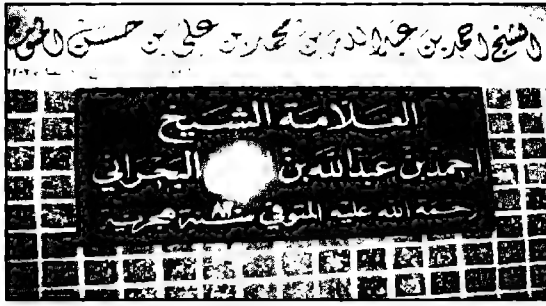 الشيخ احمد بن عبدالله بن محمد بن علي بن حسن
العلامة الشيخ
احمد بن عبدالله بن البحراني
رحمة الله عليه المتوفي سنة هجرية